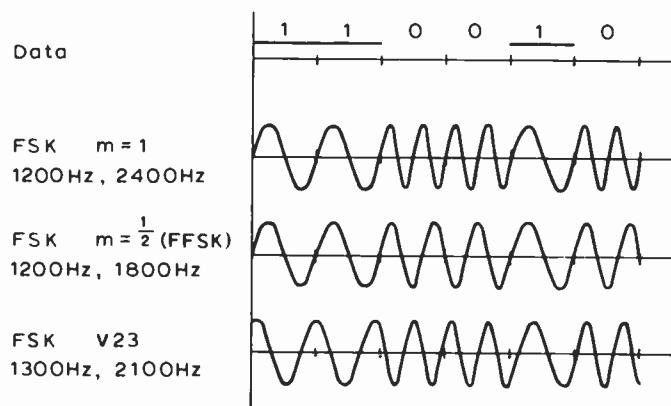 1 1 0 0 1 0
Data
FSK m = 1
1200Hz, 2400Hz
FSK m = 1/2 (FFSK)
1200Hz, 1800Hz
FSK V23
1300Hz, 2100Hz